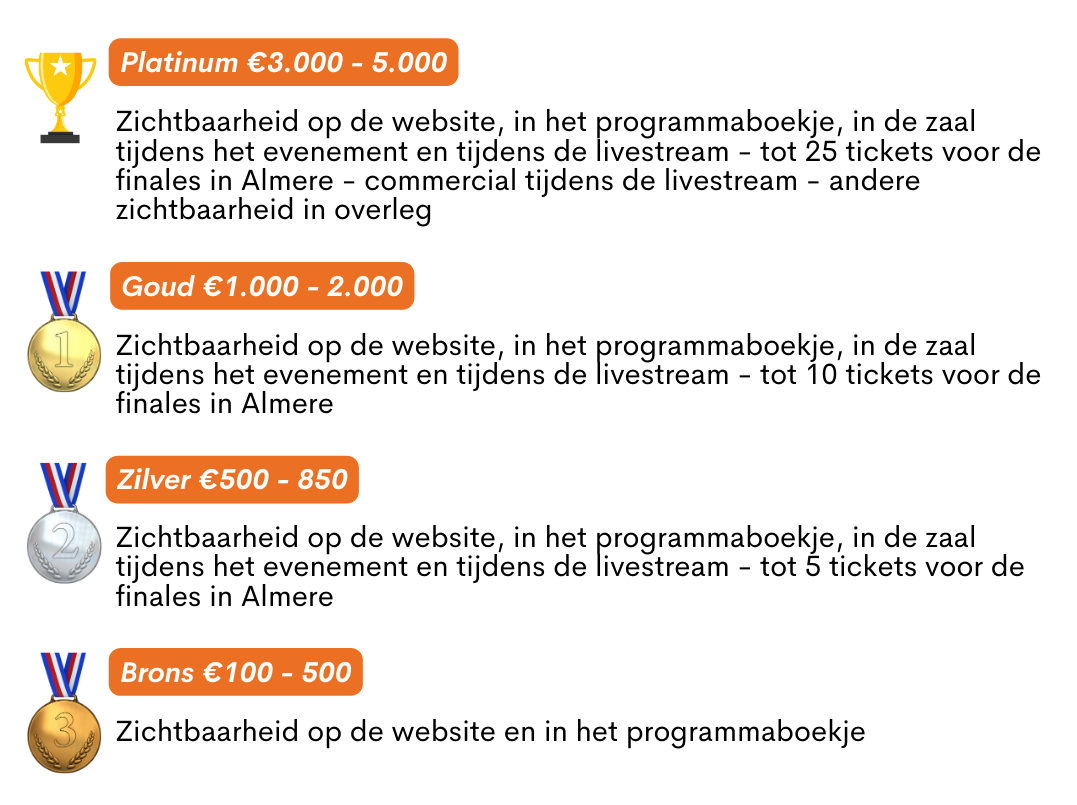 Platinum €3.000 - 5.000
Zichtbaarheid op de website, in het programmaboekje, in de zaal
tijdens het evenement en tijdens de livestream - tot 25 tickets voor de
finales in Almere - commercial tijdens de livestream - andere
zichtbaarheid in overleg
Goud €1.000 - 2.000
1
Zichtbaarheid op de website, in het programmaboekje, in de zaal
tijdens het evenement en tijdens de livestream - tot 10 tickets voor de
finales in Almere
Zilver €500 - 850
2
Zichtbaarheid op de website, in het programmaboekje, in de zaal
tijdens het evenement en tijdens de livestream - tot 5 tickets voor de
finales in Almere
Brons €100 - 500
3
Zichtbaarheid op de website en in het programmaboekje